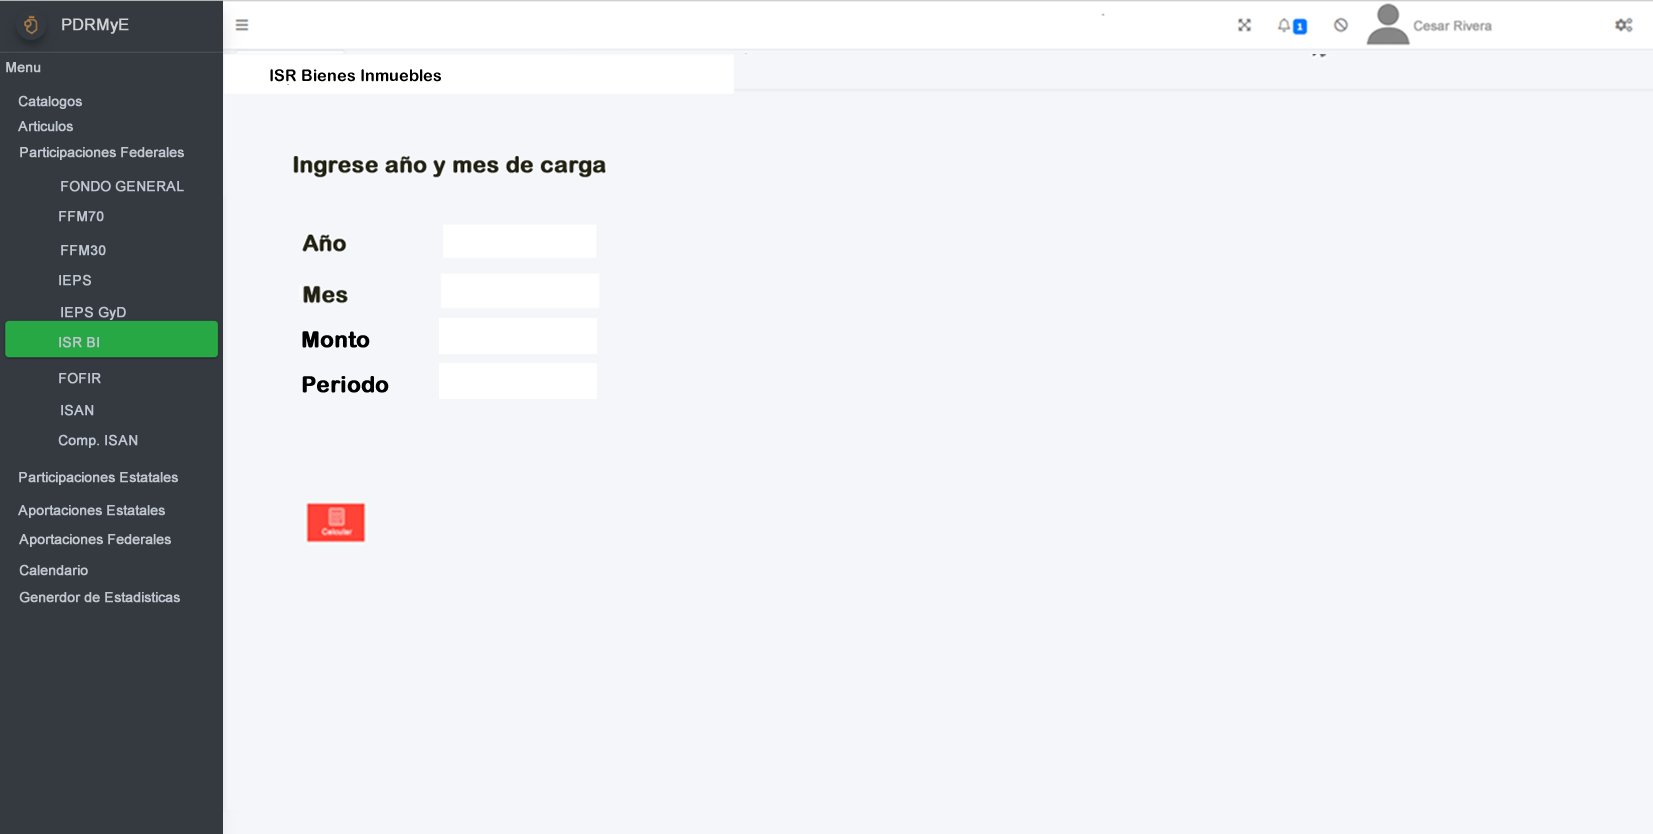 PDRMyE
1
Cesar Rivera
Menu
ISR Bienes Inmuebles
Catalogos
Articulos
Participaciones Federales
FONDO GENERAL
FFM70
FFM30
IEPS
IEPS GyD
ISR BI
FOFIR
ISAN
Comp. ISAN
Participaciones Estatales
Aportaciones Estatales
Aportaciones Federales
Calendario
Generdor de Estadisticas
Ingrese año y mes de carga
Año
Mes
Monto
Periodo
Calcular